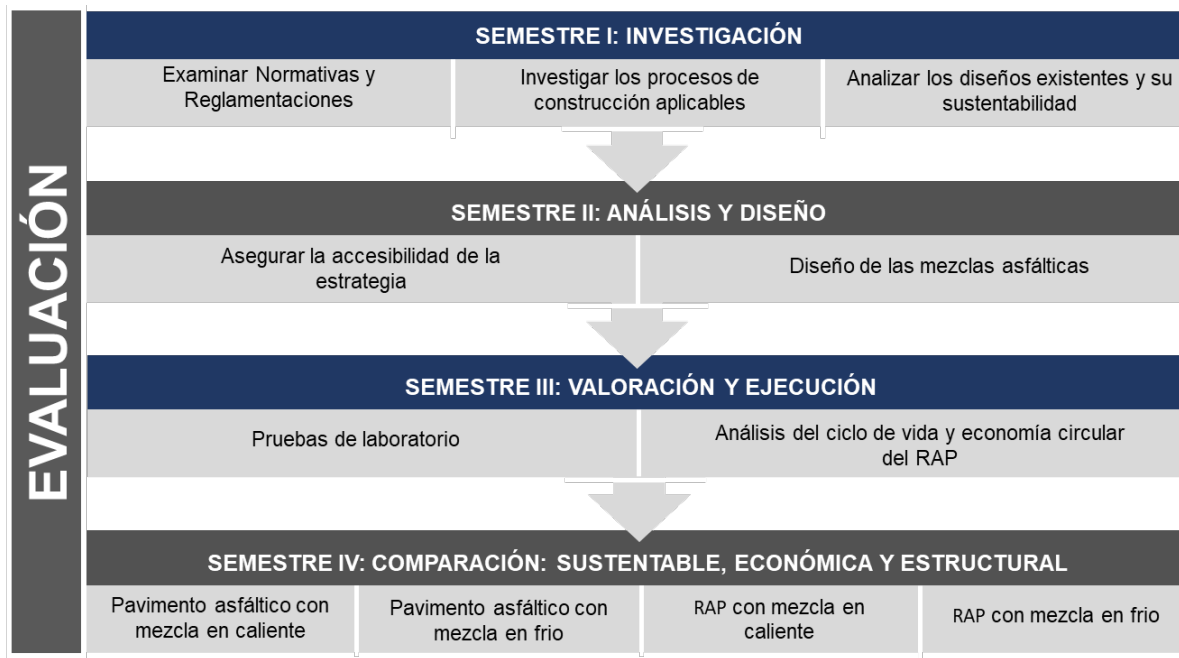 EVALUACIÓN
SEMESTRE I: INVESTIGACIÓN
Examinar Normativas y
Reglamentaciones
Investigar los procesos de
construcción aplicables
Analizar los diseños existentes y su
sustentabilidad
SEMESTRE II: ANÁLISIS Y DISEÑO
Asegurar la accesibilidad de la
estrategia
Diseño de las mezclas asfálticas
SEMESTRE III: VALORACIÓN Y EJECUCIÓN
Pruebas de laboratorio
Análisis del ciclo de vida y economía circular
del RAP
SEMESTRE IV: COMPARACIÓN: SUSTENTABLE, ECONÓMICA Y ESTRUCTURAL
Pavimento asfáltico con
mezcla en caliente
Pavimento asfáltico con
mezcla en frio
RAP con mezcla en
caliente
RAP con mezcla en frio